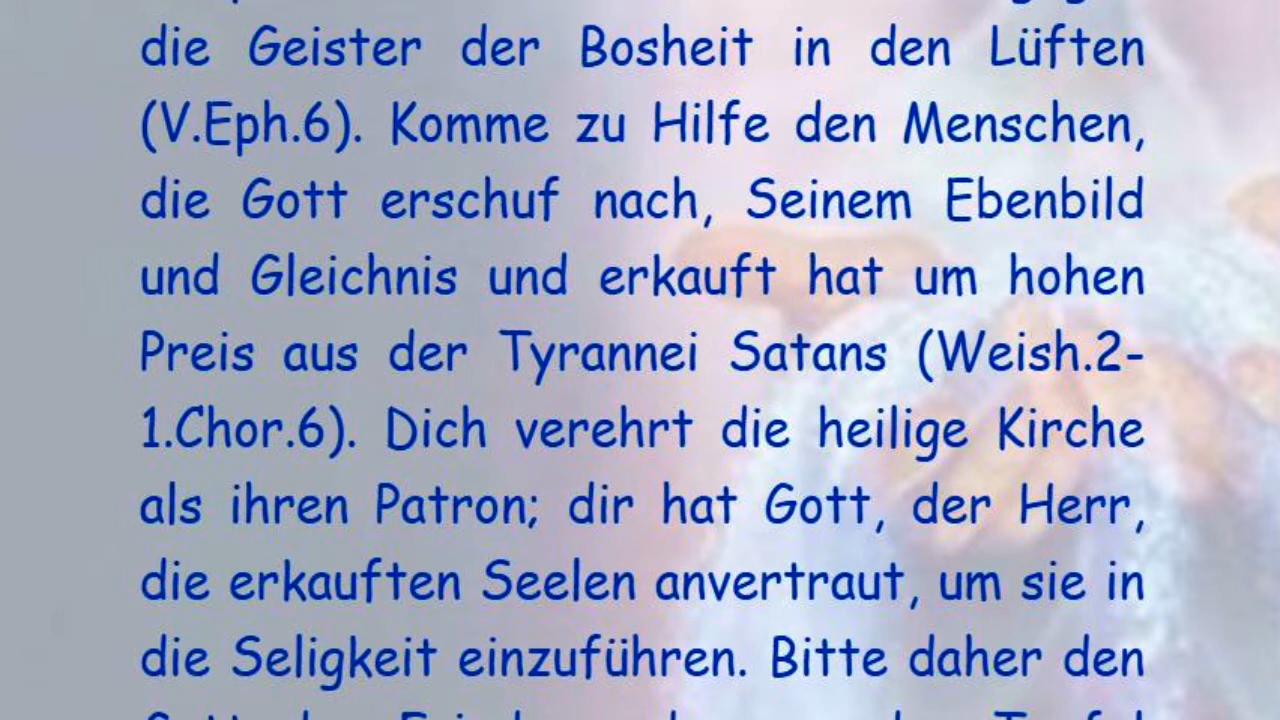 die Geister der Bosheit in den Lüften
(V.Eph.6). Komme zu Hilfe den Menschen,
die Gott erschuf nach, Seinem Ebenbild
und Gleichnis und erkauft hat um hohen
Preis aus der Tyrannei Satans (Weish.2-
1.Chor.6). Dich verehrt die heilige Kirche
als ihren Patron; dir hat Gott, der Herr,
die erkauften Seelen anvertraut, um sie in
die Seligkeit einzuführen. Bitte daher den